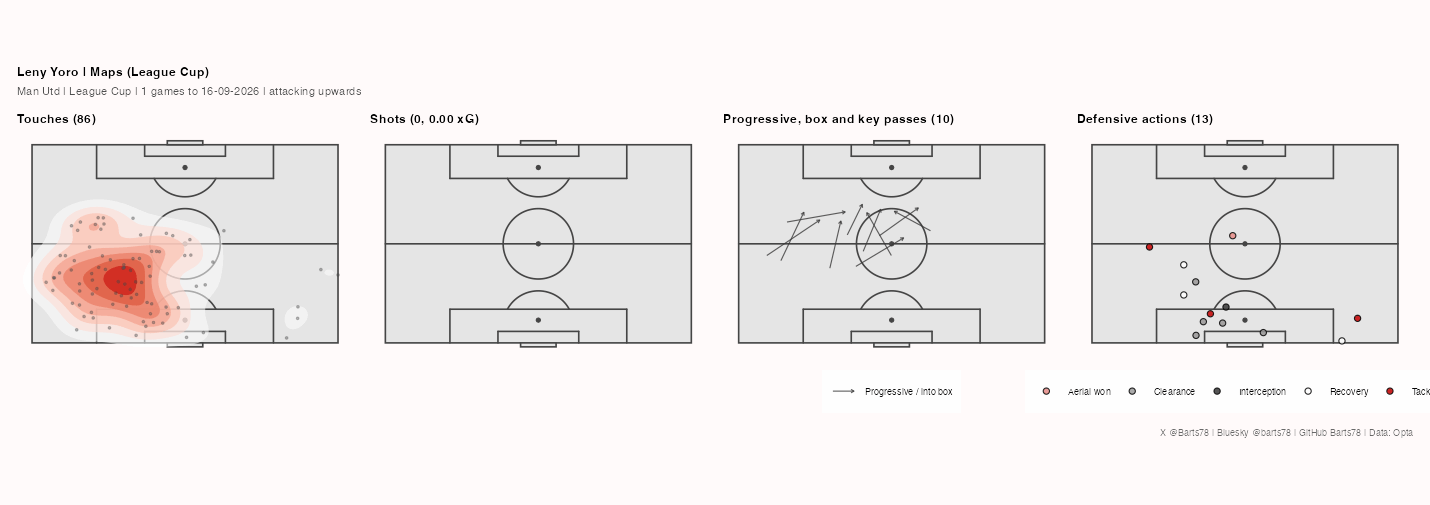 Leny Yoro | Maps (League Cup)
Man Utd | League Cup | 1 games to 16-09-2026 | attacking upwards
Touches (86)
Shots (0, 0.00 xG)
Progressive, box and key passes (10)
Defensive actions (13)
Progressive / into box
Aerial won
Clearance
Interception
Recovery
Tack
X @Barts78 | Bluesky @barts78 | GitHub Barts78 | Data: Opta